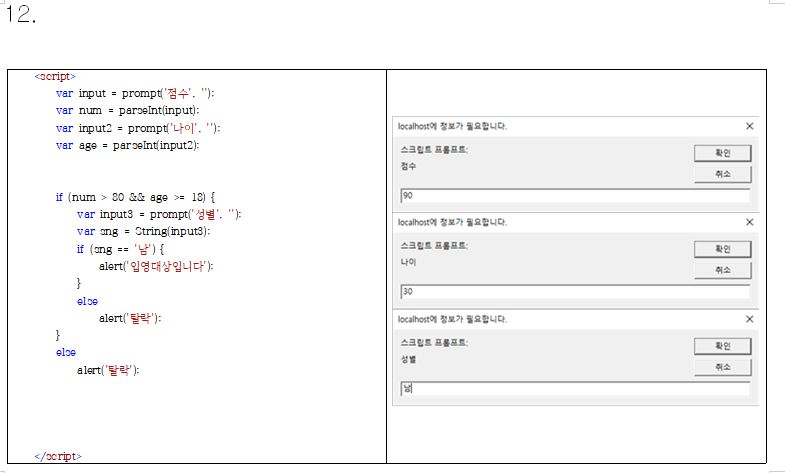 12.
<script>
var input = prompt('점수', '');
var num = parseInt(input);
var input2 = prompt('나이', '');
var age = parseInt(input2);
if (num > 80 && age >= 18) {
var input3 = prompt('성별', '');
var sng = String(input3);
if (sng == '남') {
alert('입영대상입니다');
}
else
alert('탈락');
}
else
alert('탈락');
</script>
localhost에 정보가 필요합니다.
스크립트 프롬프트:
확인
점수
취소
90
localhost에 정보가 필요합니다.
스크립트 프롬프트:
확인
나이
취소
30
localhost에 정보가 필요합니다.
스크립트 프롬프트:
확인
성별
취소
남